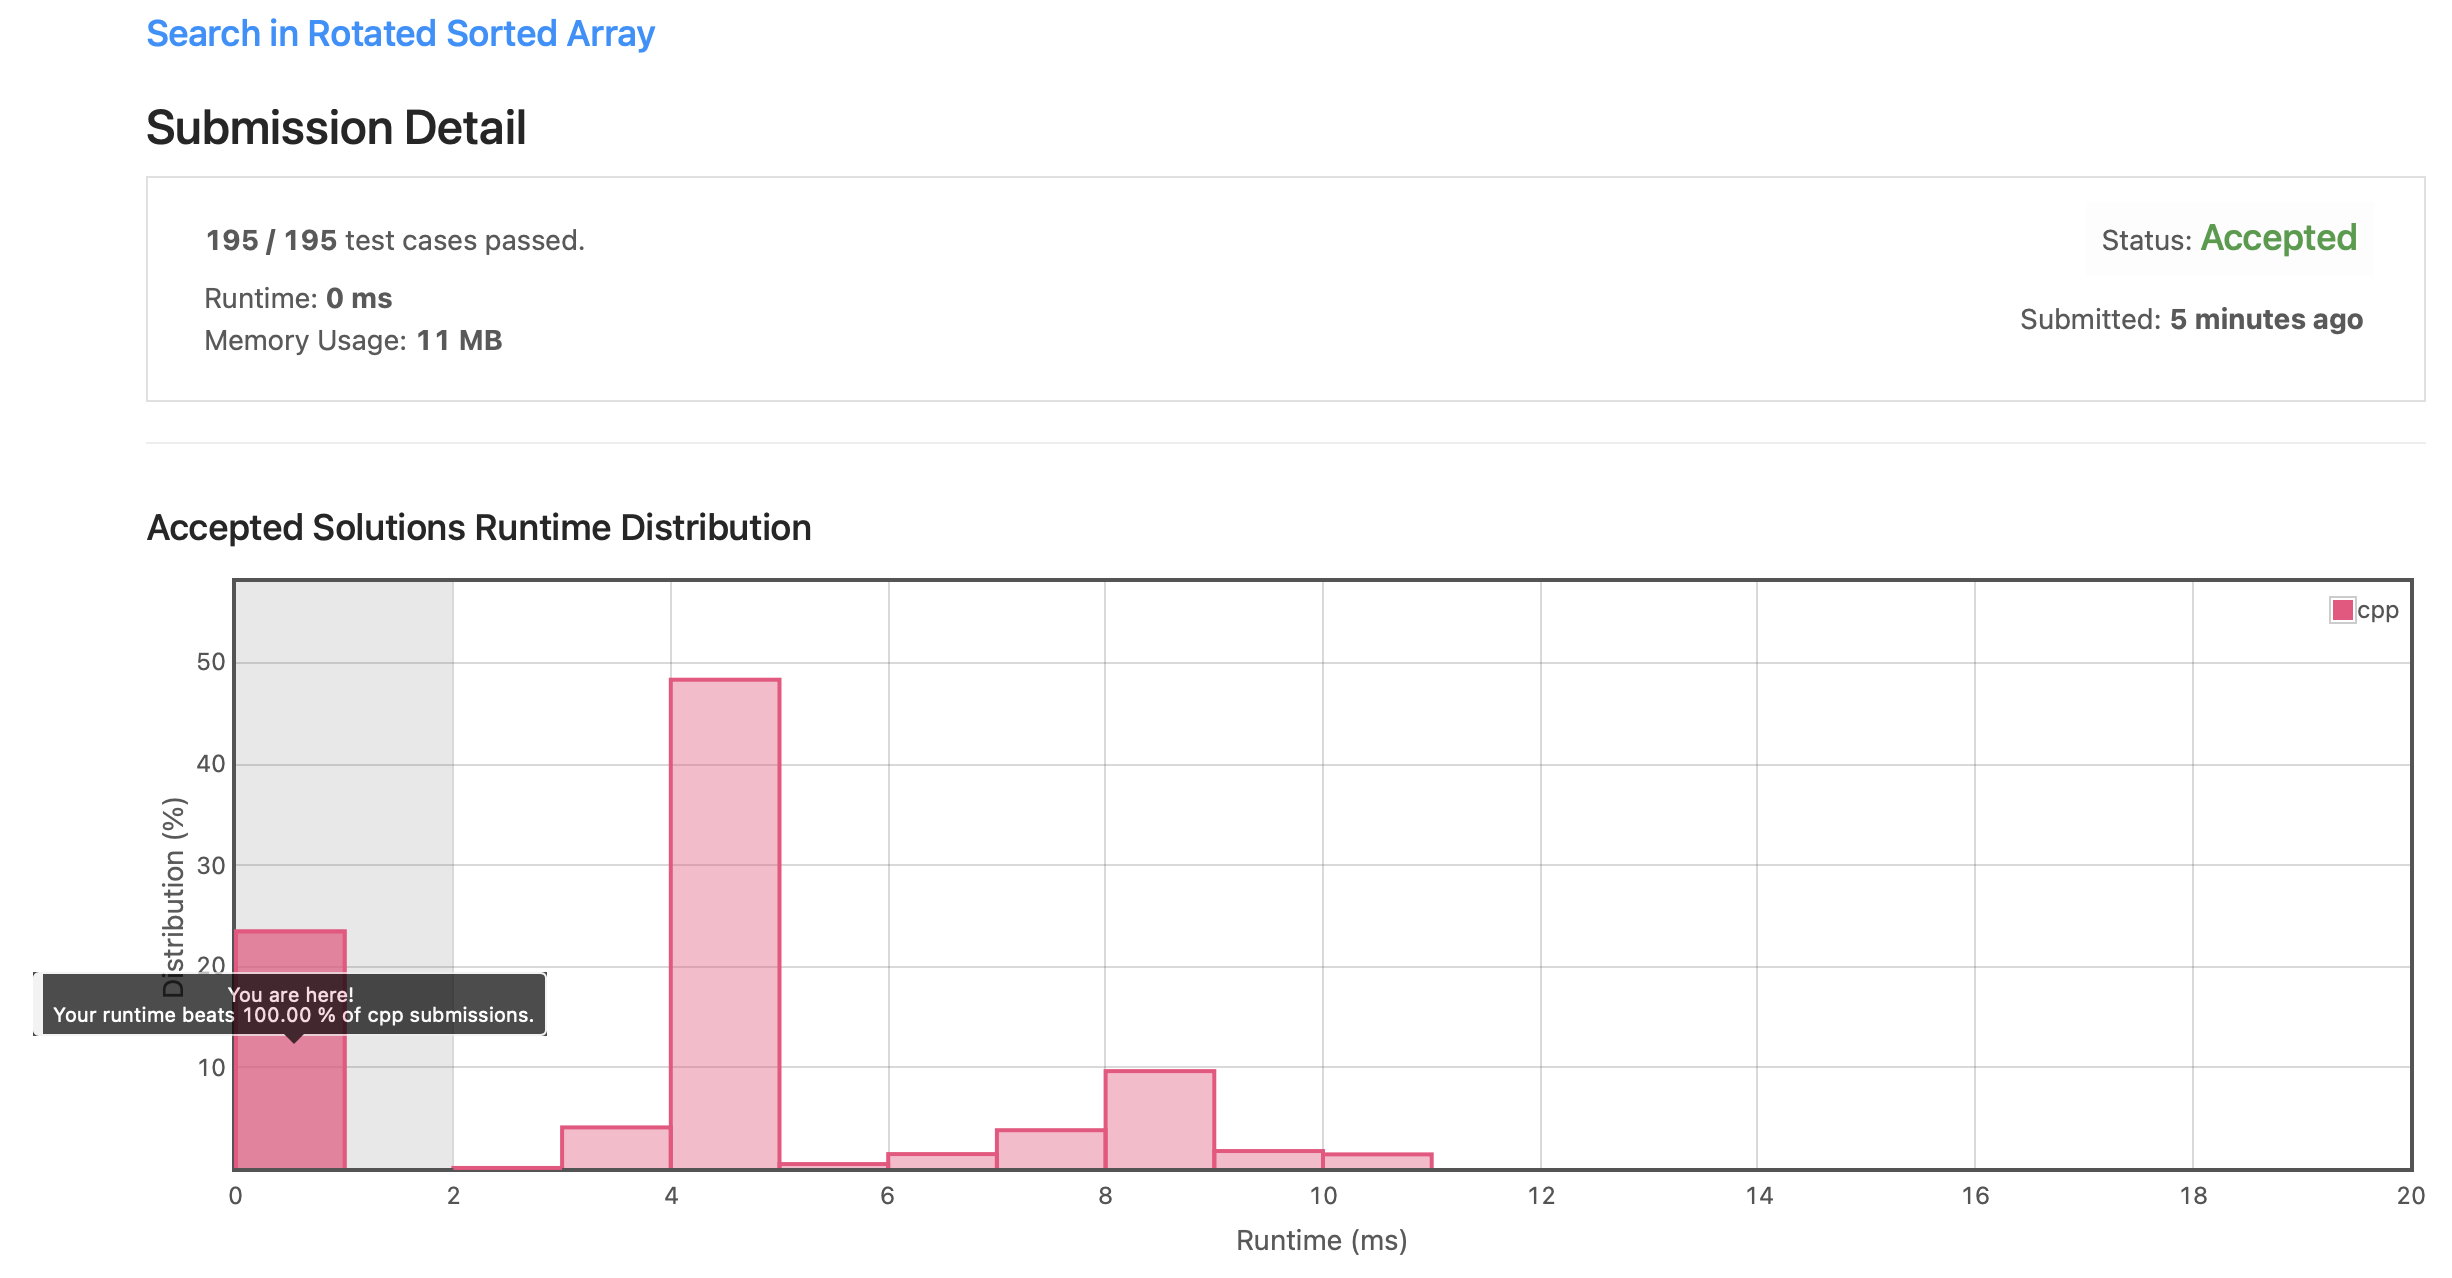 Search in Rotated Sorted Array
Submission Detail
195 / 195 test cases passed.
Status: Accepted
Runtime: 0 ms
Memory Usage: 11 MB
Submitted: 5 minutes ago
Accepted Solutions Runtime Distribution
cpp
50
40
30
20
10
Distribution (%)
You are here!
Your runtime beats 100.00 % of cpp submissions.
0 2 4 6 8 10 12 14 16 18 20
Runtime (ms)